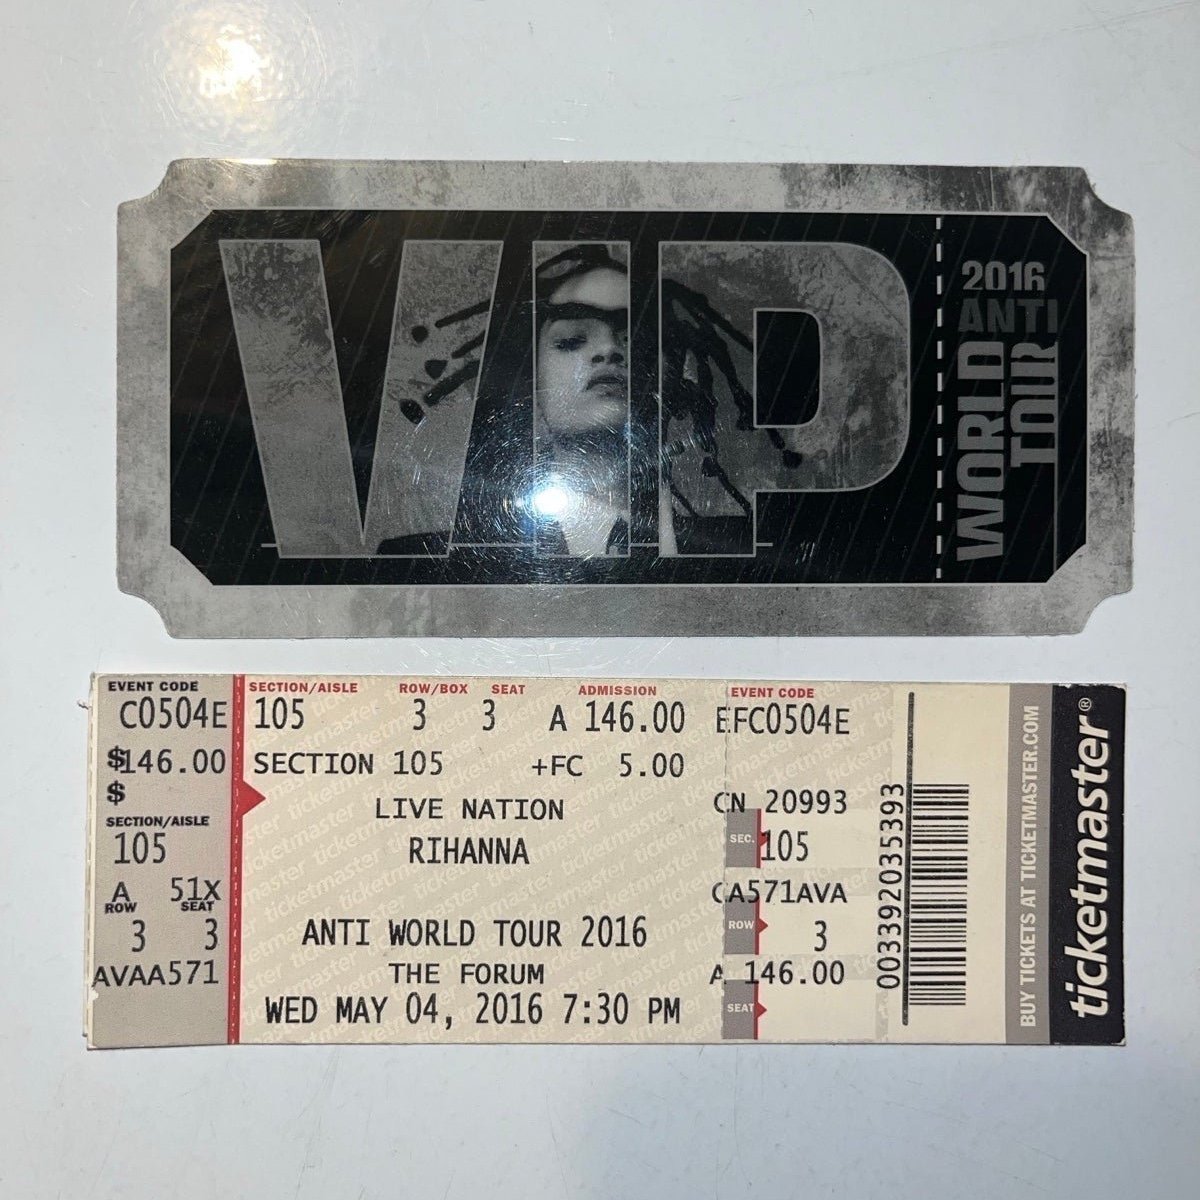 VIP
2016
ANTI
WORLD
TOUR
EVENT CODE
C0504E
$146.00
$
SECTION/AISLE
105
A 51X
ROW SEAT
3 3
AVAA571
SECTION/AISLE ROW/BOX SEAT ADMISSION
105 3 3 A 146.00
SECTION 105 +FC 5.00
LIVE NATION
RIHANNA
ANTI WORLD TOUR 2016
THE FORUM
WED MAY 04, 2016 7:30 PM
EVENT CODE
EFC0504E
CN 20993
SEC. 105
CA571AVA
ROW 3
A 146.00
SEAT
003392035393
BUY TICKETS AT TICKETMASTER.COM
ticketmaster®